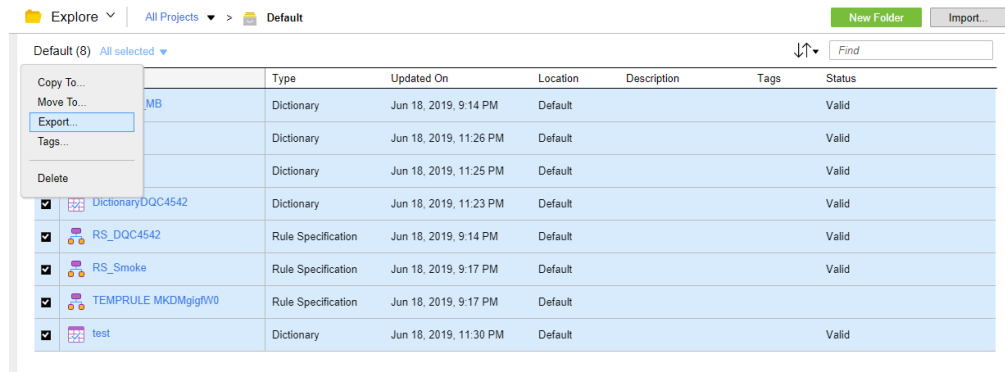 Explore All Projects > Default New Folder Import...
Default (8) All selected Find
Copy To...
Move To...
Export...
Tags...
Delete
Type Updated On Location Description Tags Status
_MB Dictionary Jun 18, 2019, 9:14 PM Default Valid
Dictionary Jun 18, 2019, 11:26 PM Default Valid
Dictionary Jun 18, 2019, 11:25 PM Default Valid
DictionaryDQC4542 Dictionary Jun 18, 2019, 11:23 PM Default Valid
RS_DQC4542 Rule Specification Jun 18, 2019, 9:14 PM Default Valid
RS_Smoke Rule Specification Jun 18, 2019, 9:17 PM Default Valid
TEMPRULE MKDMgigfW0 Rule Specification Jun 18, 2019, 9:17 PM Default
test Dictionary Jun 18, 2019, 11:30 PM Default Valid